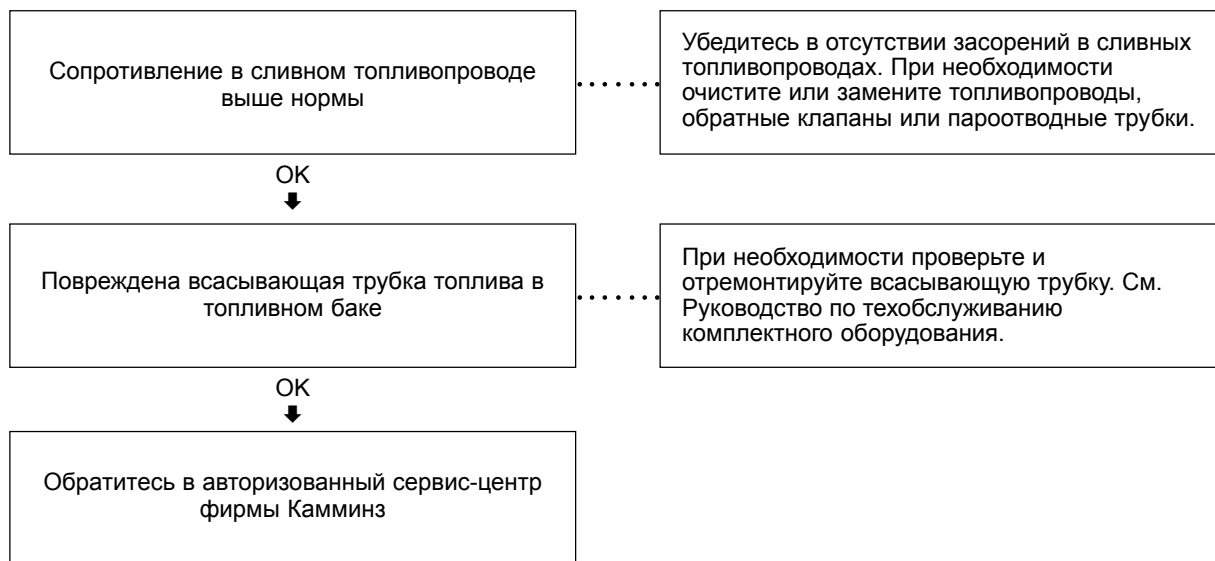 Сопротивление в сливном топливопроводе
выше нормы
Убедитесь в отсутствии засорений в сливных
топливопроводах. При необходимости
очистите или замените топливопроводы,
обратные клапаны или пароотводные трубки.
OK
Повреждена всасывающая трубка топлива в
топливном баке
При необходимости проверьте и
отремонтируйте всасывающую трубку. См.
Руководство по техобслуживанию
комплектного оборудования.
OK
Обратитесь в авторизованный сервис-центр
фирмы Камминз